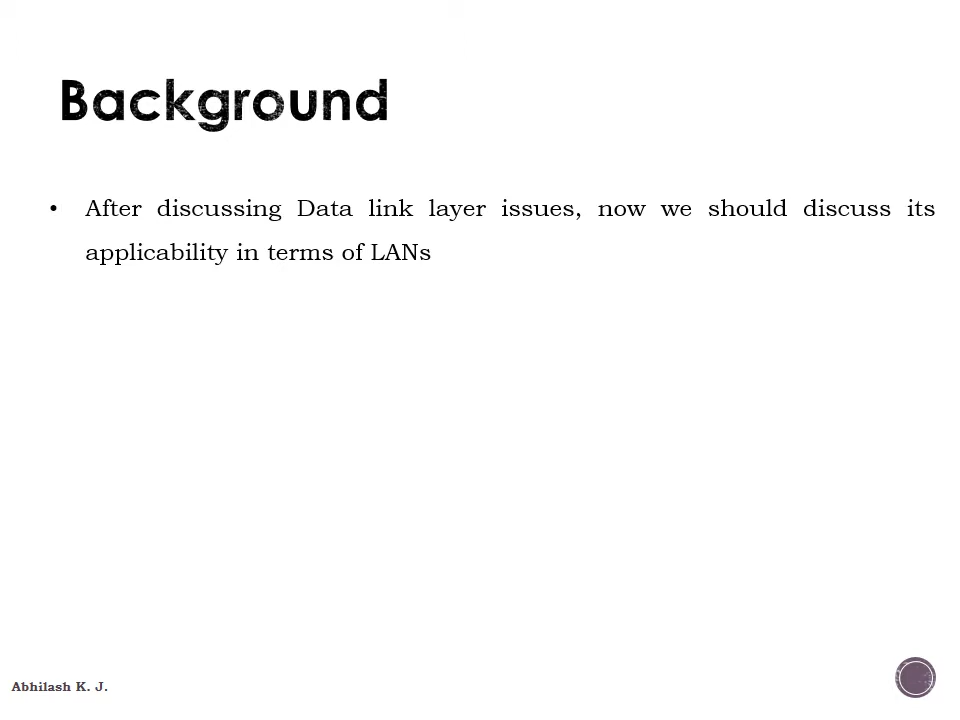 Background
• After discussing Data link layer issues, now we should discuss its
applicability in terms of LANs
Abhilash K. J.